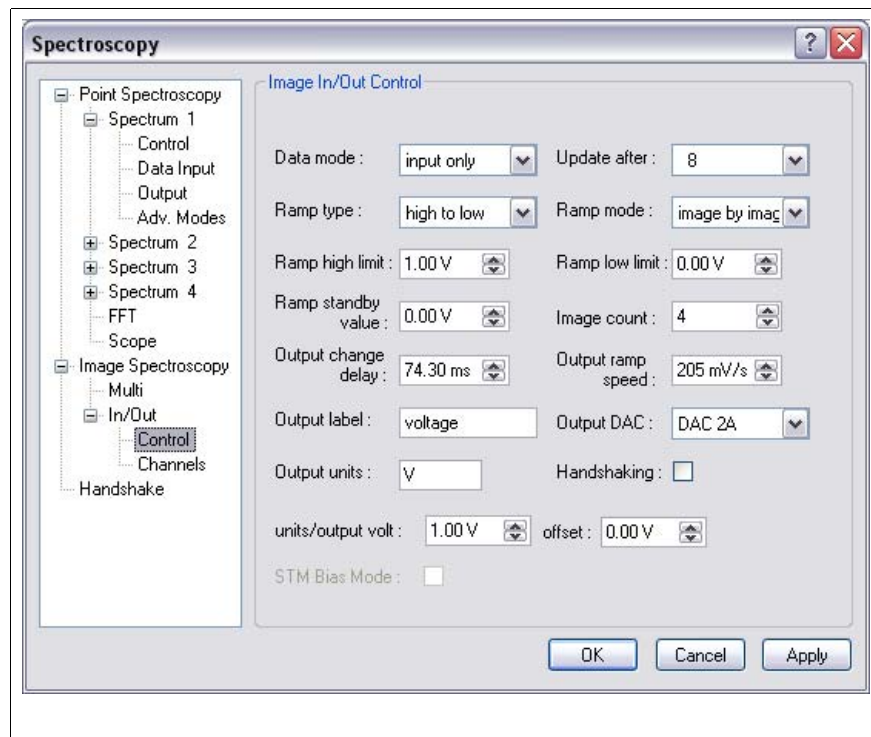 Spectroscopy
Point Spectroscopy
Spectrum 1
Control
Data Input
Output
Adv. Modes
Spectrum 2
Spectrum 3
Spectrum 4
FFT
Scope
Image Spectroscopy
Multi
In/Out
Control
Channels
Handshake
Image In/Out Control
Data mode : input only Update after : 8
Ramp type : high to low Ramp mode : image by imag
Ramp high limit : 1.00 V Ramp low limit : 0.00 V
Ramp standby
value : 0.00 V Image count : 4
Output change
delay : 74.30 ms Output ramp
speed : 205 mV/s
Output label : voltage Output DAC : DAC 2A
Output units : V Handshaking :
units/output volt : 1.00 V offset : 0.00 V
STM Bias Mode :
OK Cancel Apply